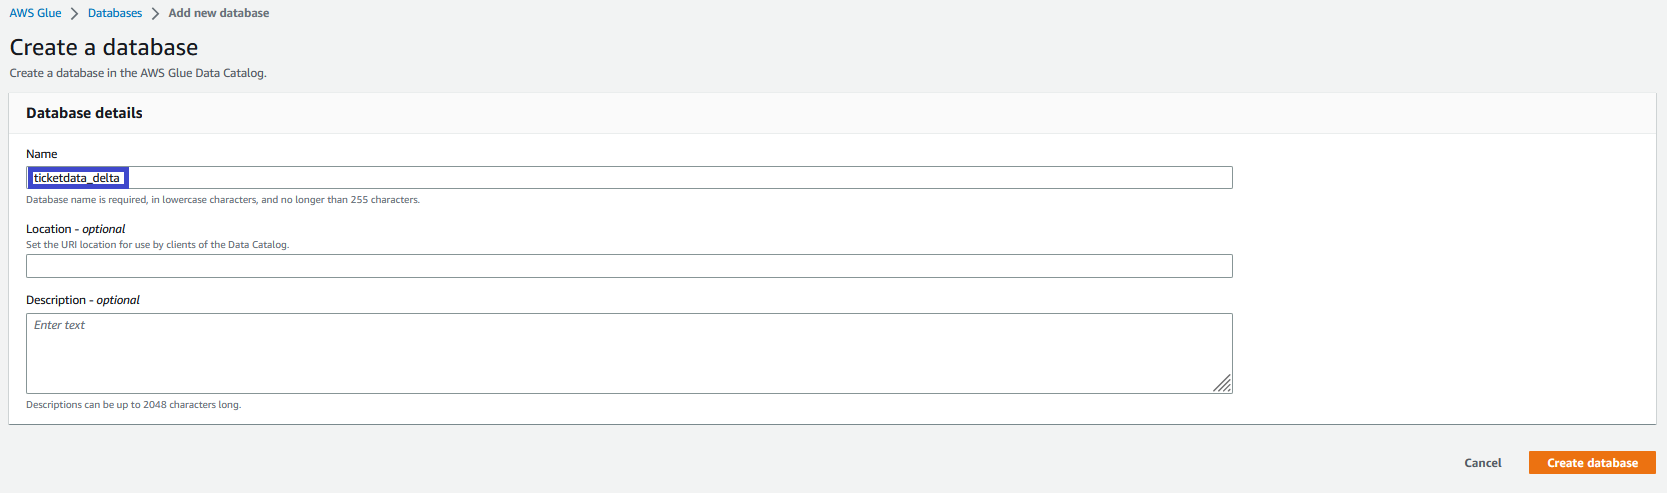 AWS Glue > Databases > Add new database
Create a database
Create a database in the AWS Glue Data Catalog.
Database details
Name
ticketdata_delta
Database name is required, in lowercase characters, and no longer than 255 characters.
Location - optional
Set the URI location for use by clients of the Data Catalog.
Description - optional
Enter text
Descriptions can be up to 2048 characters long.
Cancel Create database